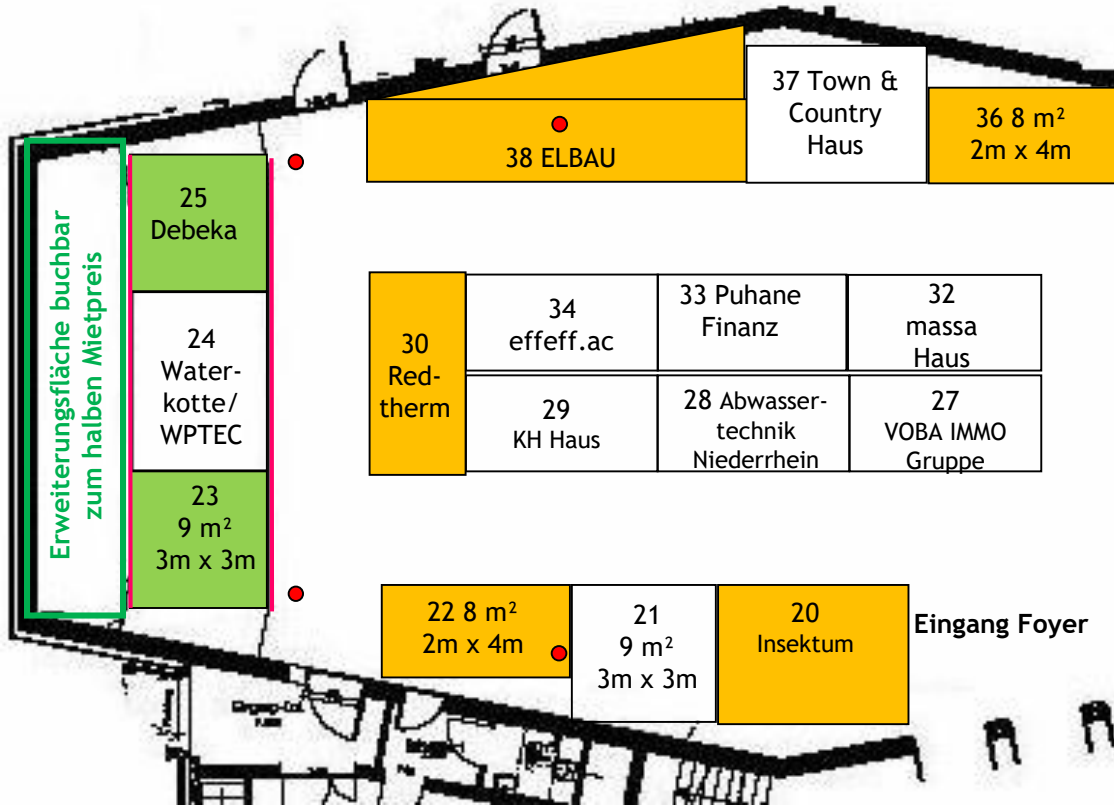 37 Town &
Country
Haus
36 8 m²
2m x 4m
38 ELBAU
25
Debeka
Erweiterungsfläche buchbar
zum halben Mietpreis
24
Water-
kotte/
WPTEC
23
9 m²
3m x 3m
30
Red-
therm
34
effeff.ac
33 Puhane
Finanz
32
massa
Haus
29
KH Haus
28 Abwasser-
technik
Niederrhein
27
VOBA IMMO
Gruppe
22 8 m²
2m x 4m
21
9 m²
3m x 3m
20
Insektum
Eingang Foyer